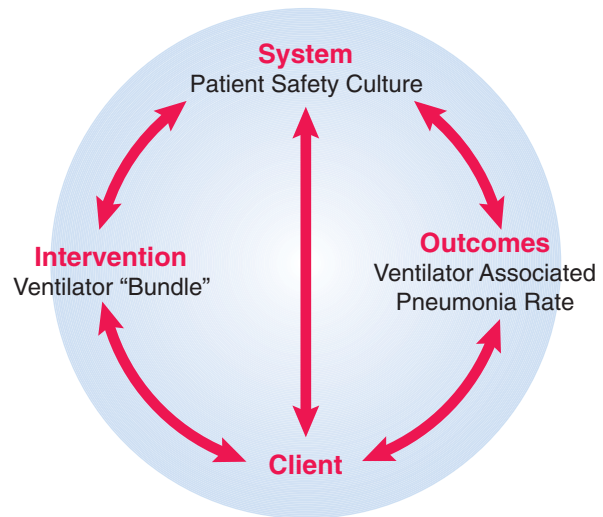 System
Patient Safety Culture
Intervention
Ventilator “Bundle”
Outcomes
Ventilator Associated
Pneumonia Rate
Client